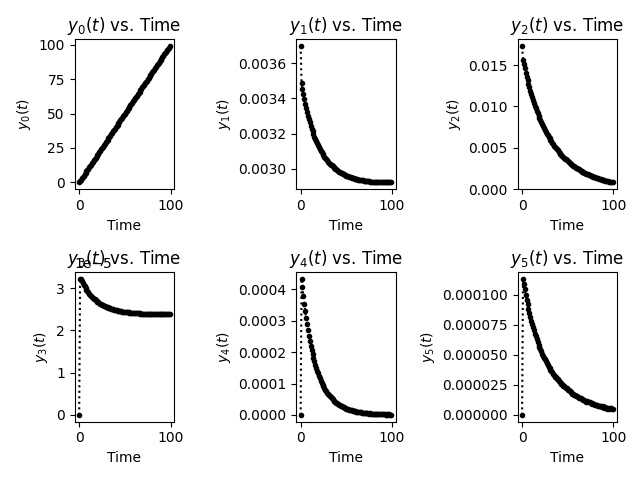 y0(t) vs. Time
y1(t) vs. Time
y2(t) vs. Time
100
75
50
25
0
y0(t)
0 100
Time
0.0036
0.0034
0.0032
0.0030
y1(t)
0 100
Time
0.015
0.010
0.005
0.000
y2(t)
0 100
Time
y3(t) vs. Time
1e−5
3
2
0
y3(t)
0 100
Time
y4(t) vs. Time
0.0004
0.0003
0.0002
0.0001
0.0000
y4(t)
0 100
Time
y5(t) vs. Time
0.000100
0.000075
0.000050
0.000025
0.000000
y5(t)
0 100
Time